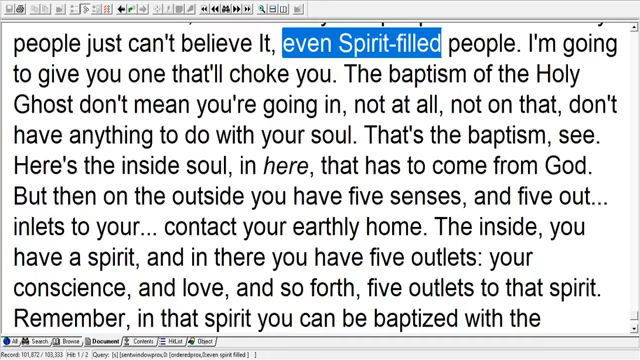 people just can't believe It, even Spirit-filled people. I'm going
to give you one that'll choke you. The baptism of the Holy
Ghost don't mean you're going in, not at all, not on that, don't
have anything to do with your soul. That's the baptism, see.
Here's the inside soul, in here, that has to come from God.
But then on the outside you have five senses, and five out...
inlets to your... contact your earthly home. The inside, you
have a spirit, and in there you have five outlets: your
conscience, and love, and so forth, five outlets to that spirit.
Remember, in that spirit you can be baptized with the
All Search Browse Document Contents HitList Object
Record: 101,872 / 103,333 Hit: 1 / 2 Query: [s] [sentwindowprox,0: [orderedprox,0:even spirit filled ] ]